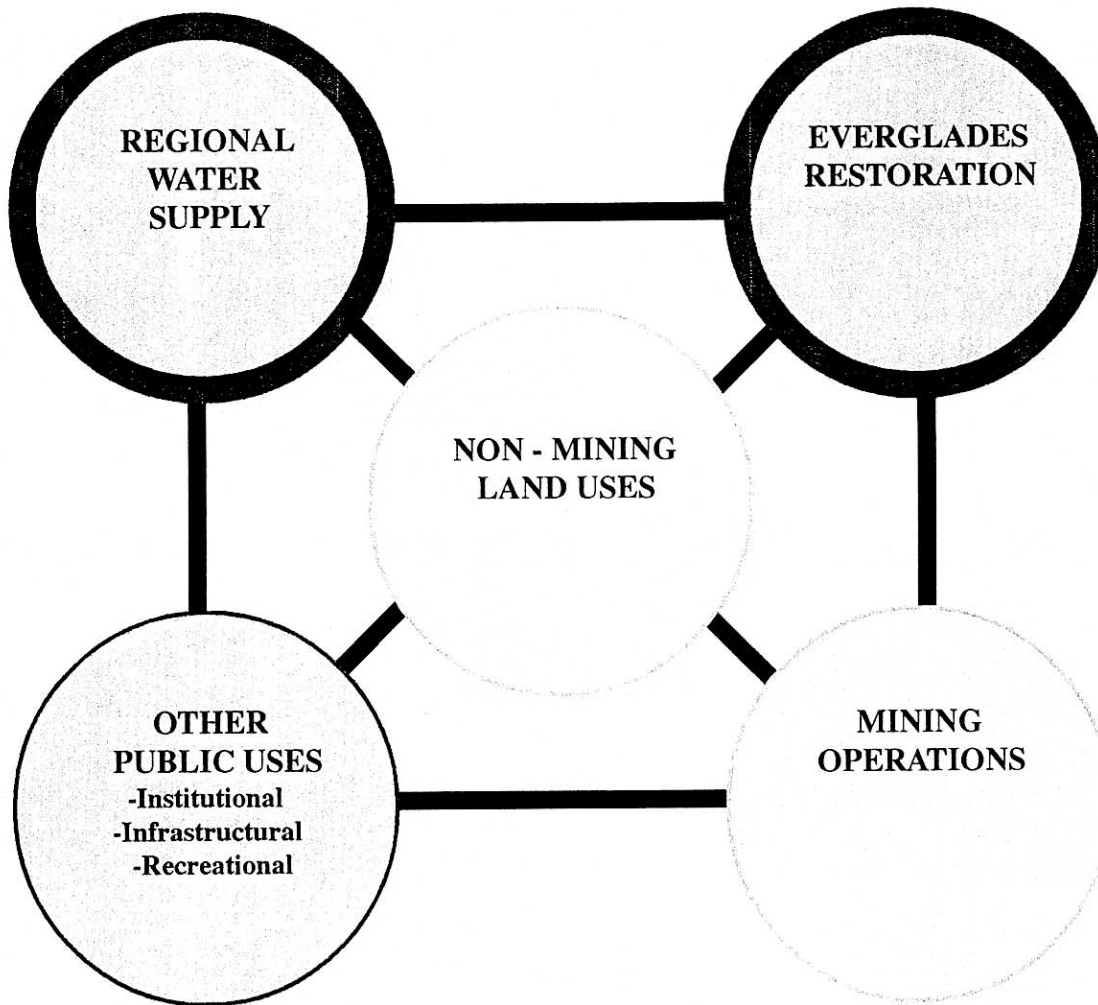 REGIONAL
WATER
SUPPLY
EVERGLADES
RESTORATION
NON - MINING
LAND USES
OTHER
PUBLIC USES
-Institutional
-Infrastructural
-Recreational
MINING
OPERATIONS